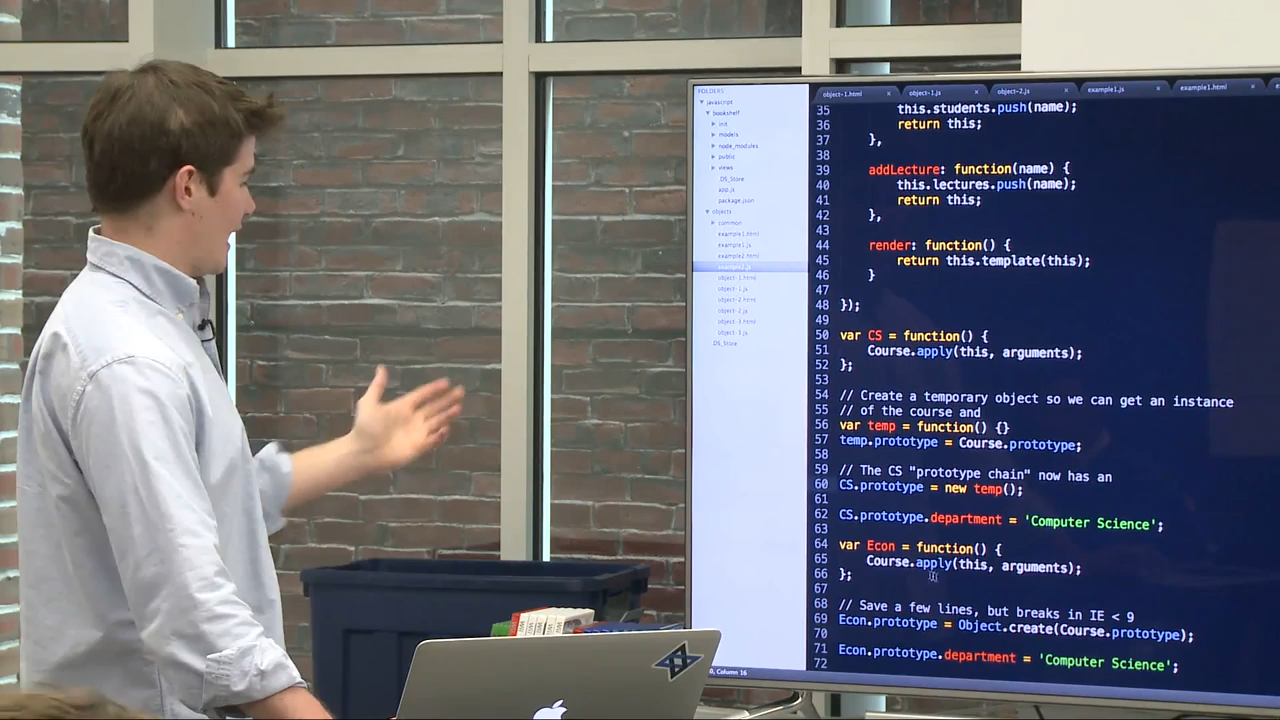 FOLDERS
javascript
bookshelf
init
models
node_modules
public
views
.DS_Store
app.js
package.json
objects
common
example1.html
example1.js
example2.html
example2.js
object-1.html
object-1.js
object-2.html
object-2.js
object-3.html
object-3.js
.DS_Store
object-1.html
object-1.js
object-2.js
example1.js
example1.html
35 this.students.push(name);
36 return this;
37 },
38
39 addLecture: function(name) {
40 this.lectures.push(name);
41 return this;
42 },
43
44 render: function() {
45 return this.template(this);
46 }
47
48 });
49
50 var CS = function() {
51 Course.apply(this, arguments);
52 };
53
54 // Create a temporary object so we can get an instance
55 // of the course and
56 var temp = function() {}
57 temp.prototype = Course.prototype;
58
59 // The CS "prototype chain" now has an
60 CS.prototype = new temp();
61
62 CS.prototype.department = 'Computer Science';
63
64 var Econ = function() {
65 Course.apply(this, arguments);
66 };
67
68 // Save a few lines, but breaks in IE < 9
69 Econ.prototype = Object.create(Course.prototype);
70
71 Econ.prototype.department = 'Computer Science';
72
Column 16